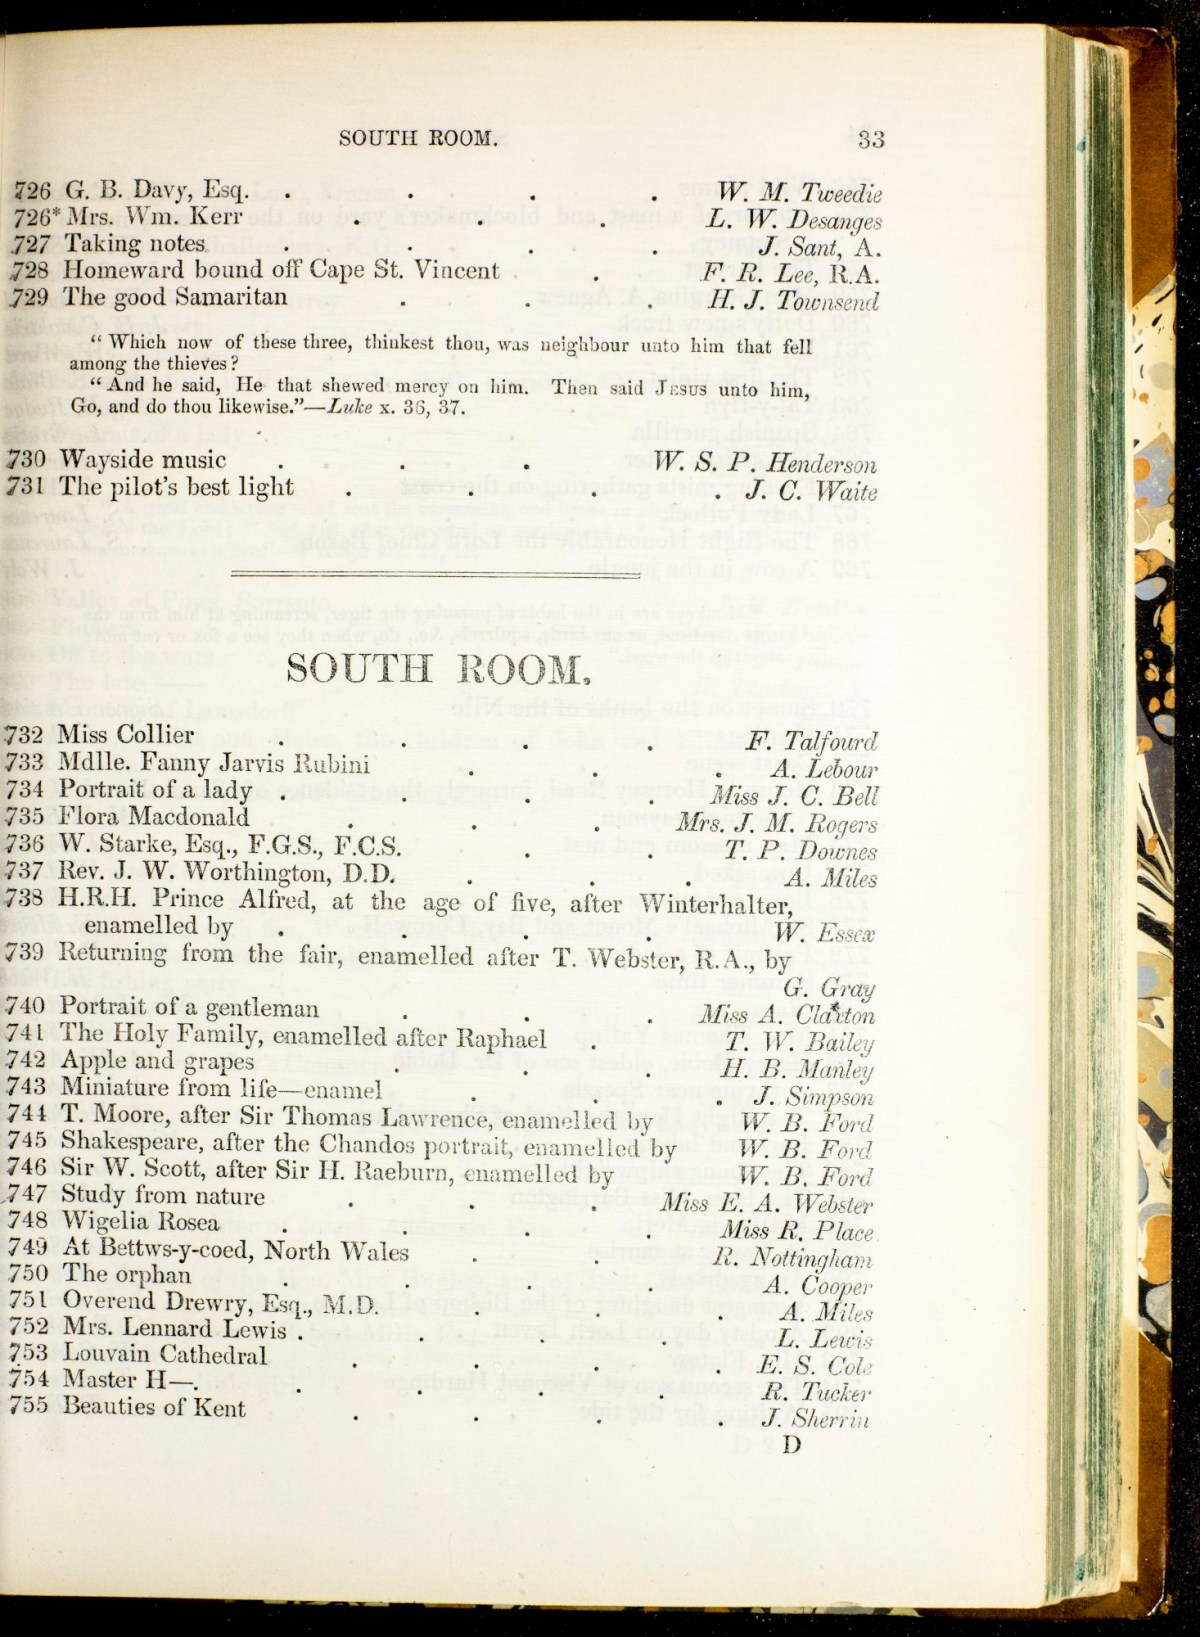 SOUTH ROOM. 33
726 G. B. Davy, Esq. . . . . W. M. Tweedie
726* Mrs. Wm. Kerr . . . L. W. Desanges
727 Taking notes . . . . J. Sant, A.
728 Homeward bound off Cape St. Vincent . . F. R. Lee, R.A.
729 The good Samaritan . . . H. J. Townsend
“ Which now of these three, thinkest thou, was neighbour unto him that fell
among the thieves ?
“ And he said, He that shewed mercy on him. Then said JESUS unto him,
Go, and do thou likewise.”—Luke x. 36, 37.
730 Wayside music . . . W. S. P. Henderson
731 The pilot's best light . . . . J. C. Waite
SOUTH ROOM.
732 Miss Collier . . . . F. Talfourd
733 Mdlle. Fanny Jarvis Rubini . . . A. Lebour
734 Portrait of a lady . . . . Miss J. C. Bell
735 Flora Macdonald . . . Mrs. J. M. Rogers
736 W. Starke, Esq., F.G.S., F.C.S. . . T. P. Downes
737 Rev. J. W. Worthington, D.D. . . . A. Miles
738 H.R.H. Prince Alfred, at the age of five, after Winterhalter,
enamelled by . . . . W. Essex
739 Returning from the fair, enamelled after T. Webster, R.A., by
G. Gray
740 Portrait of a gentleman . . . Miss A. Claxton
741 The Holy Family, enamelled after Raphael . T. W. Bailey
742 Apple and grapes . . . H. B. Manley
743 Miniature from life—enamel . . . J. Simpson
744 T. Moore, after Sir Thomas Lawrence, enamelled by W. B. Ford
745 Shakespeare, after the Chandos portrait, enamelled by W. B. Ford
746 Sir W. Scott, after Sir H. Raeburn, enamelled by W. B. Ford
747 Study from nature . . . Miss E. A. Webster
748 Wigelia Rosea . . . . Miss R. Place
749 At Bettws-y-coed, North Wales . . R. Nottingham
750 The orphan . . . . A. Cooper
751 Overend Drewry, Esq., M.D. . . . A. Miles
752 Mrs. Lennard Lewis . . . . L. Lewis
753 Louvain Cathedral . . . E. S. Cole
754 Master H—. . . . R. Tucker
755 Beauties of Kent . . . . J. Sherrin
D